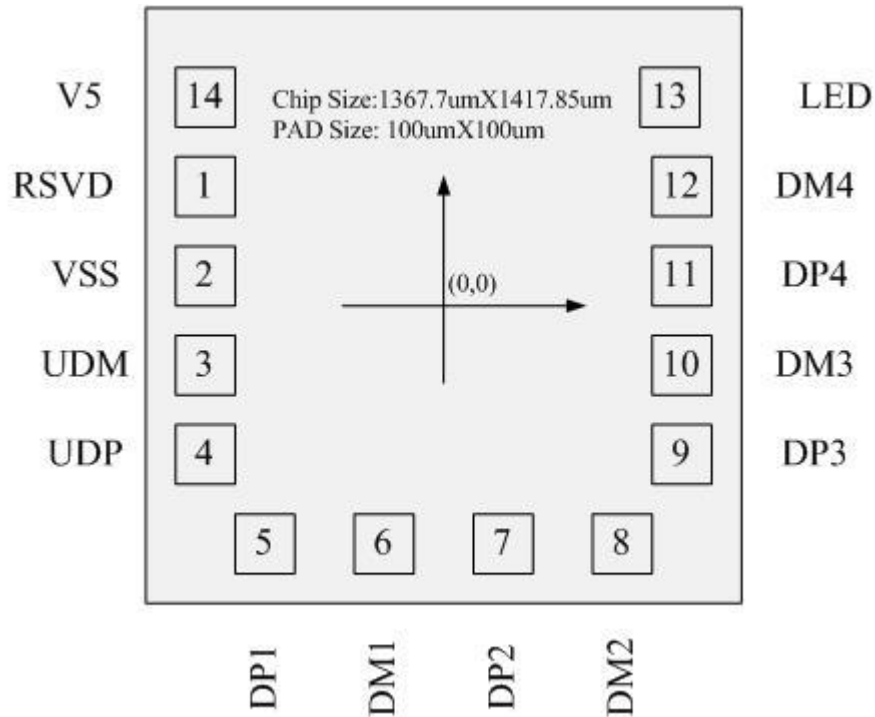 V5 14 Chip Size:1367.7umX1417.85um 13 LED
PAD Size: 100umX100um
RSVD 1 12 DM4
VSS 2 (0,0) 11 DP4
UDM 3 10 DM3
UDP 4 9 DP3
5 6 7 8
DP1 DM1 DP2 DM2